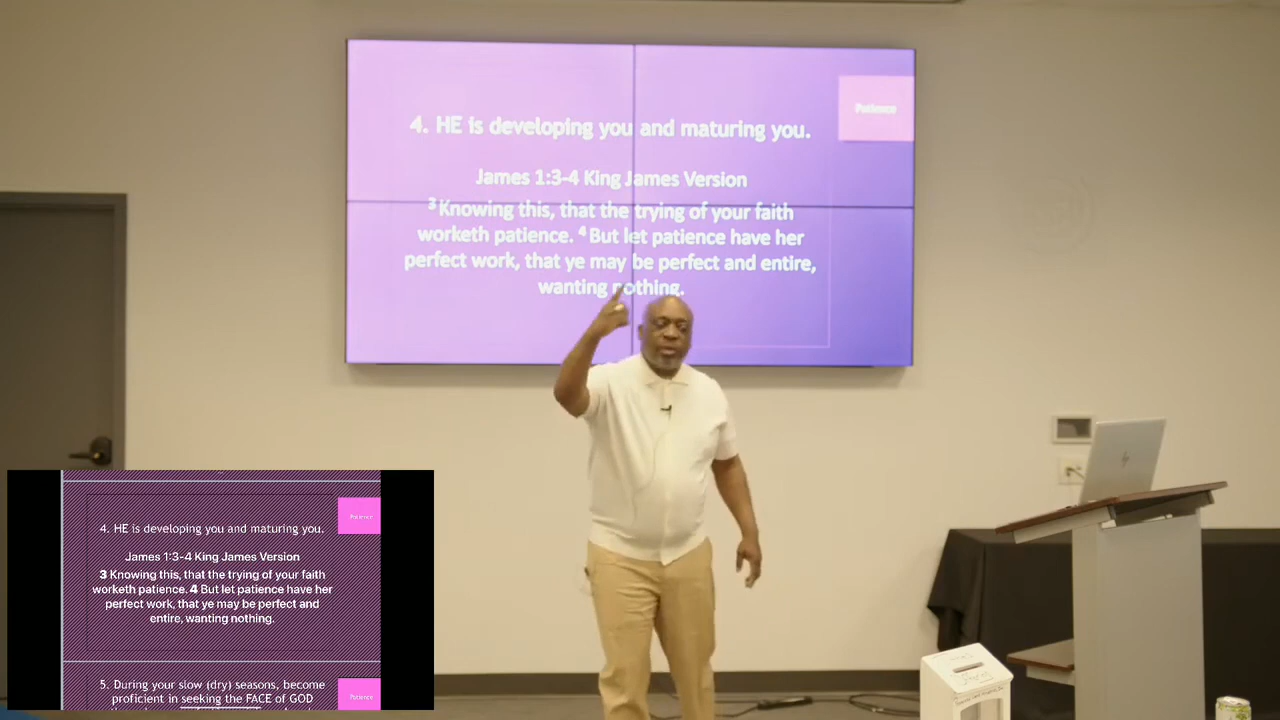 Patience
4. HE is developing you and maturing you.
James 1:3-4 King James Version
3 Knowing this, that the trying of your faith
worketh patience. 4 But let patience have her
perfect work, that ye may be perfect and entire,
wanting nothing.
Patience
4. HE is developing you and maturing you.
James 1:3-4 King James Version
3 Knowing this, that the trying of your faith
worketh patience. 4 But let patience have her
perfect work, that ye may be perfect and
entire, wanting nothing.
5. During your slow (dry) seasons, become
proficient in seeking the FACE of GOD
Patience
hp